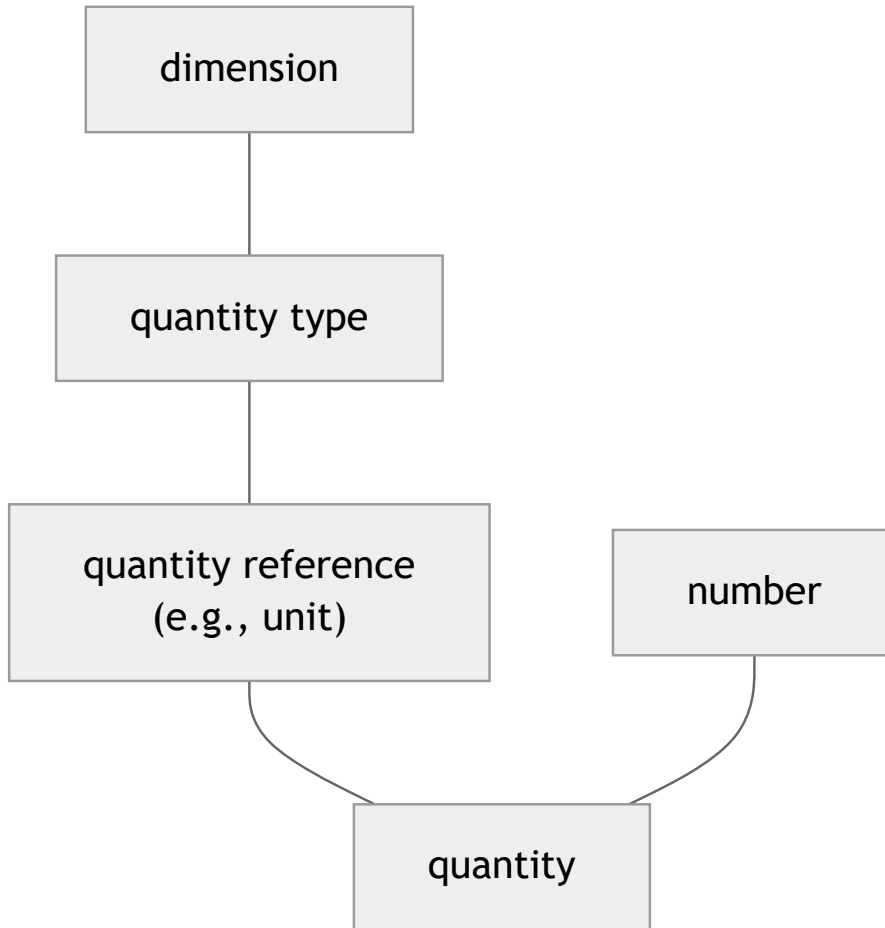 dimension
quantity type
quantity reference
(e.g., unit)
number
quantity